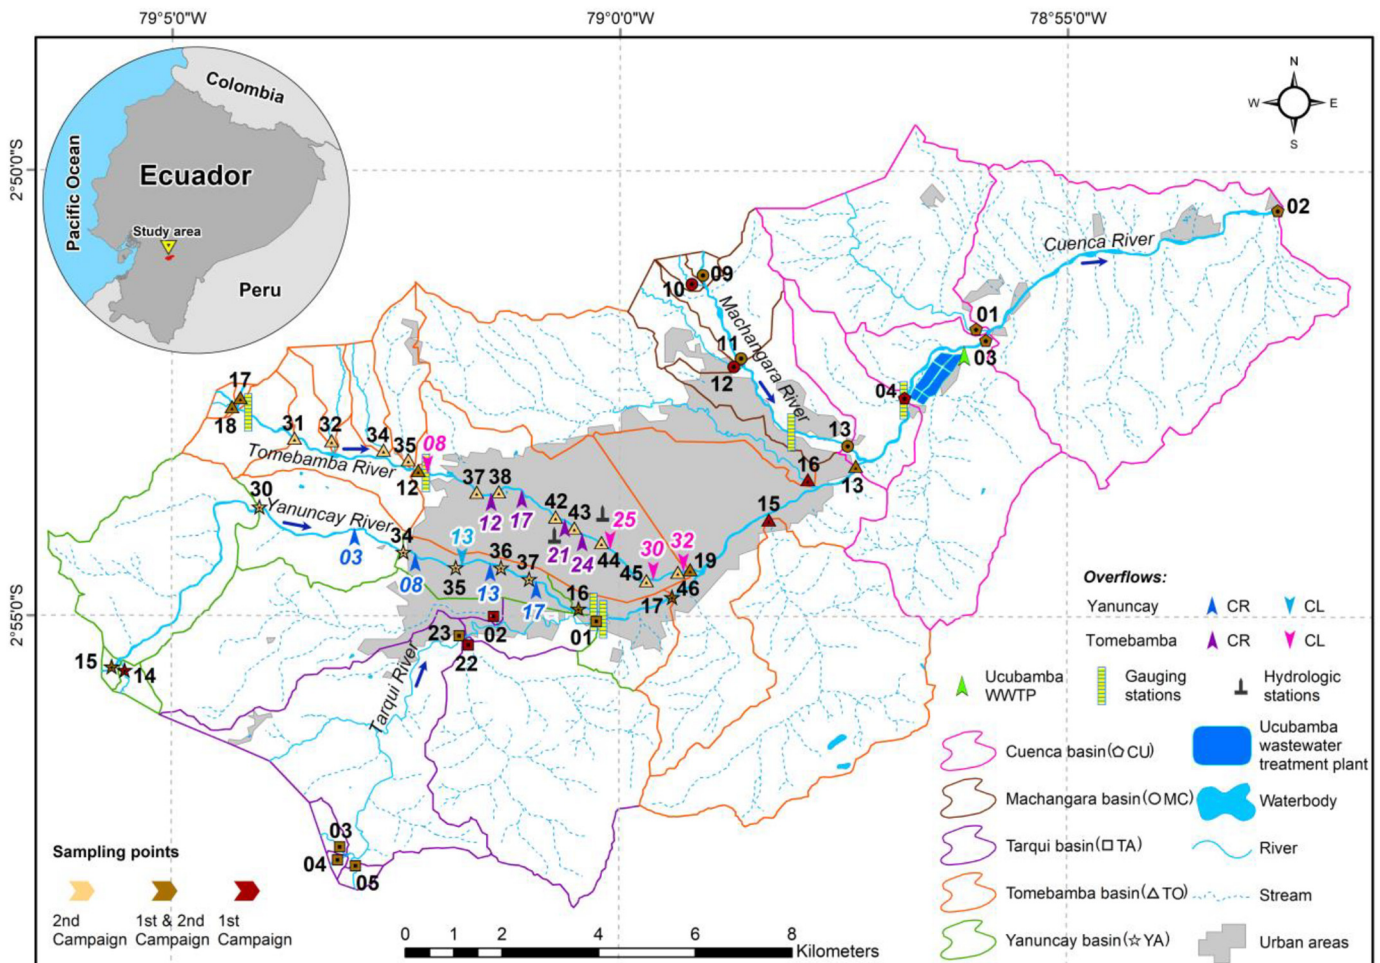 79°5'0"W
79°0'0"W
78°55'0"W
2°50'0"S
2°55'0"S
N
W
E
S
Colombia
Pacific Ocean
Ecuador
Study area
Peru
02
Cuenca River
01
03
04
09
10
Machangara River
11
12
13
13
16
15
17
18
31
32
34
35
08
12
Tomebamba River
37
38
12
17
42
43
21
24
25
44
30
32
45
46
19
17
30
Yanuncay River
03
34
08
13
35
36
13
37
17
16
01
02
23
22
Tarqui River
15
14
03
04
05
Overflows:
Yanuncay
CR
CL
Tomebamba
CR
CL
Ucubamba
WWTP
Gauging
stations
Hydrologic
stations
Cuenca basin(⬠CU)
Ucubamba
wastewater
treatment plant
Machangara basin(○MC)
Waterbody
Tarqui basin(□TA)
River
Tomebamba basin(△TO)
Stream
Yanuncay basin(☆YA)
Urban areas
Sampling points
2nd
Campaign
1st & 2nd
Campaign
1st
Campaign
0 1 2 4 6 8
Kilometers